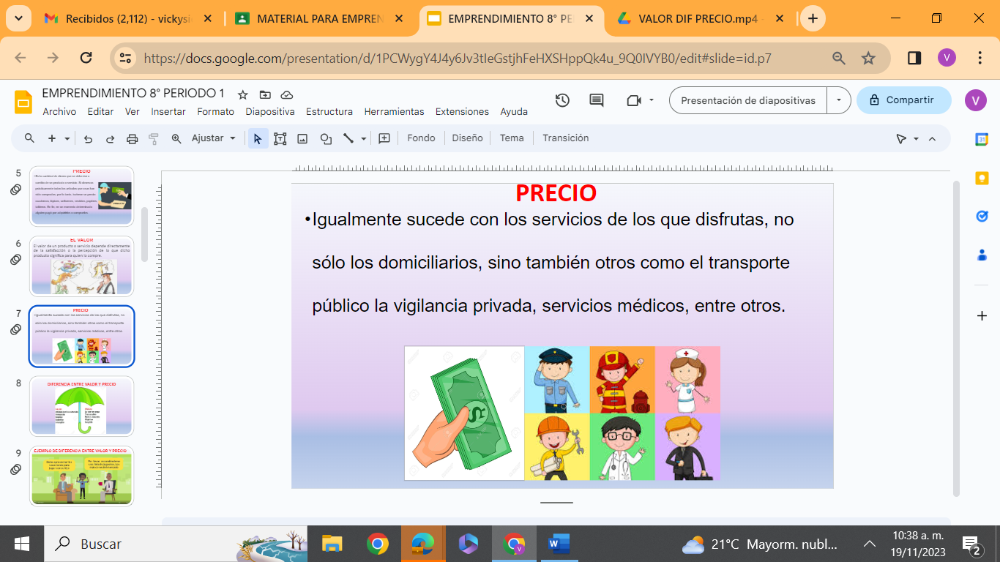 Recibidos (2,112) - vickysi
MATERIAL PARA EMPREN
EMPRENDIMIENTO 8° PE
VALOR DIF PRECIO.mp4 -
https://docs.google.com/presentation/d/1PCWygY4J4y6Jv3tIeGstjhFeHXSHppQk4u_9Q0IVYB0/edit#slide=id.p7
V
EMPRENDIMIENTO 8° PERIODO 1
Archivo Editar Ver Insertar Formato Diapositiva Estructura Herramientas Extensiones Ayuda
Presentación de diapositivas
Compartir
V
Ajustar
Fondo Diseño Tema Transición
31
5
PRECIO
6
EL VALOR
El valor de un producto o servicio depende directamente
de la satisfacción o la percepción de lo que dicho
producto significa para quien lo compra.
7
PRECIO
•Igualmente sucede con los servicios de los que disfrutas, no
sólo los domiciliarios, sino también otros como el transporte
público la vigilancia privada, servicios médicos, entre otros.
8
DIFERENCIA ENTRE VALOR Y PRECIO
9
EJEMPLO DE DIFERENCIA ENTRE VALOR Y PRECIO
PRECIO
•Igualmente sucede con los servicios de los que disfrutas, no
sólo los domiciliarios, sino también otros como el transporte
público la vigilancia privada, servicios médicos, entre otros.
Buscar
21°C Mayorm. nubl...
10:38 a. m.
19/11/2023
2